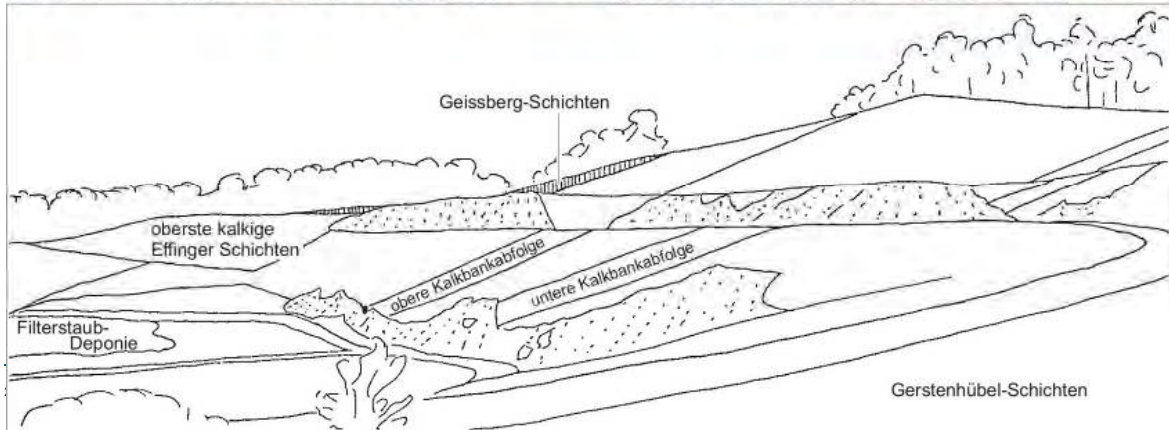 Geissberg-Schichten
oberste kalkige
Effinger Schichten
obere Kalkbankabfolge
untere Kalkbankabfolge
Filterstaub-
Deponie
Gerstenhübel-Schichten